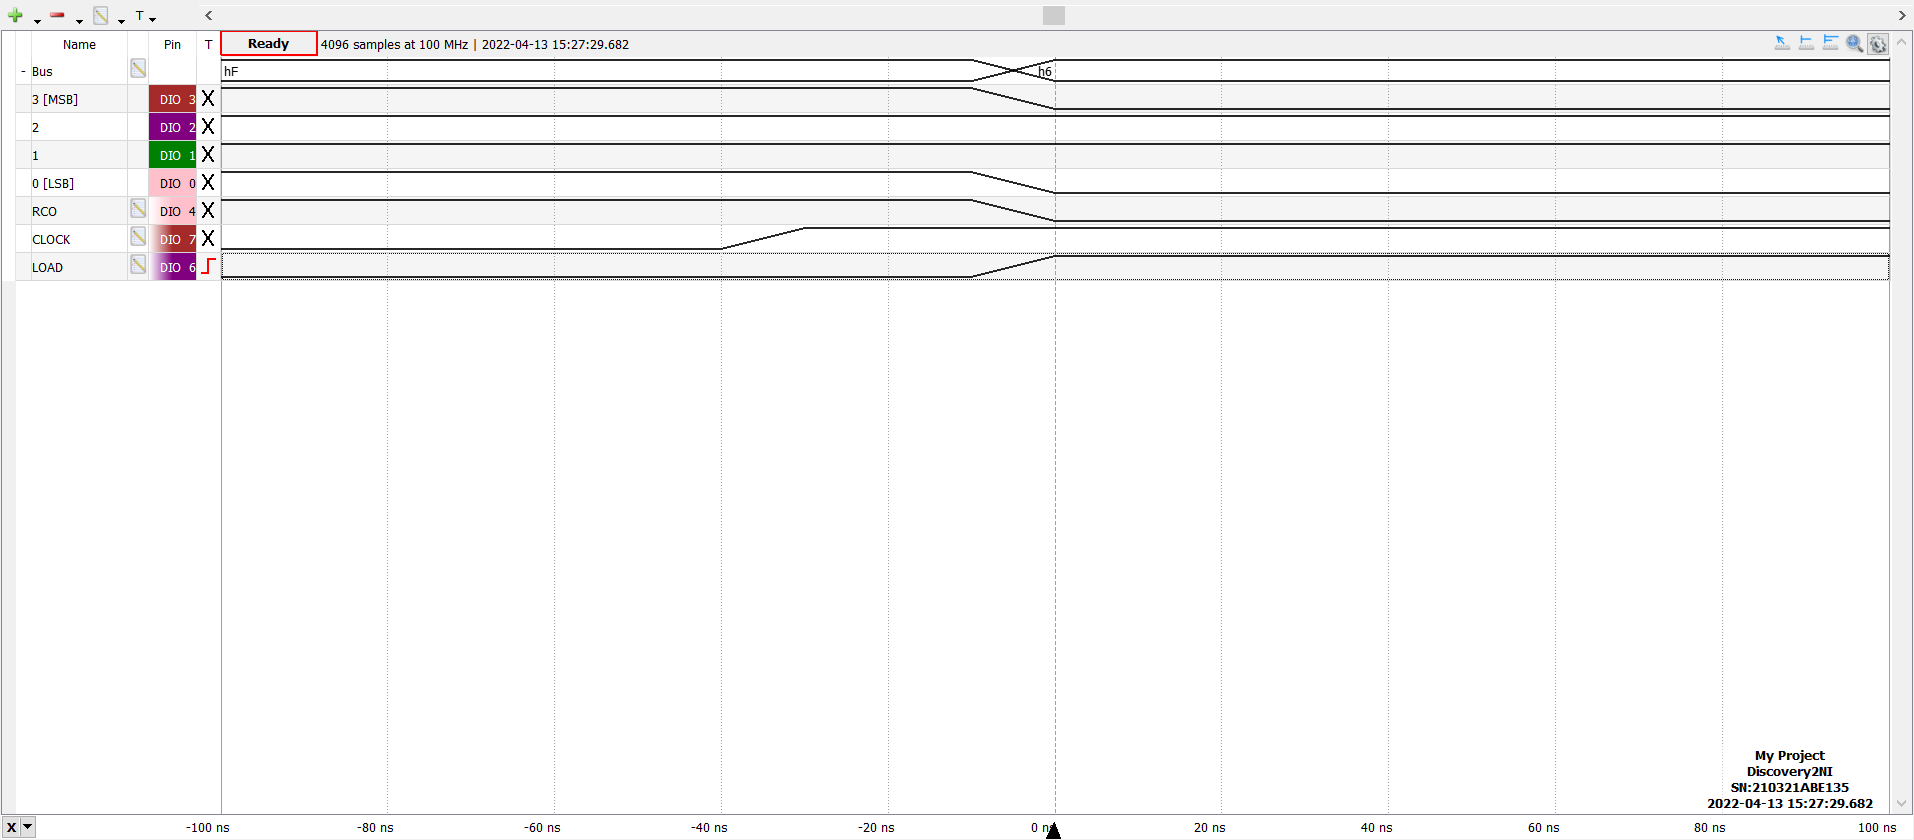 T
Name Pin T Ready 4096 samples at 100 MHz | 2022-04-13 15:27:29.682
- Bus hF h6
3 [MSB] DIO 3 X
2 DIO 2 X
1 DIO 1 X
0 [LSB] DIO 0 X
RCO DIO 4 X
CLOCK DIO 7 X
LOAD DIO 6
My Project
Discovery2NI
SN:210321ABE135
2022-04-13 15:27:29.682
X -100 ns -80 ns -60 ns -40 ns -20 ns 0 ns 20 ns 40 ns 60 ns 80 ns 100 ns